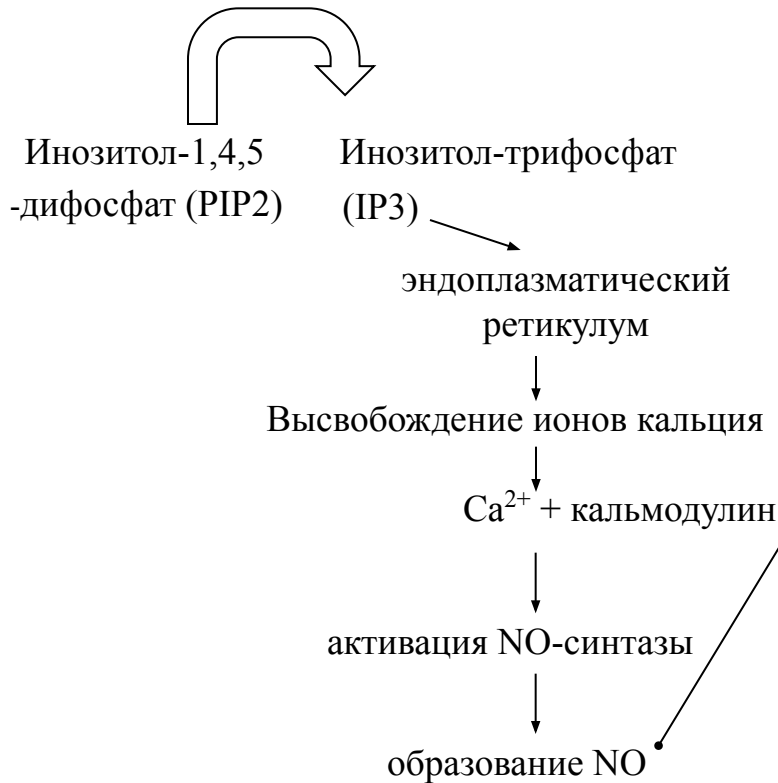 Инозитол-1,4,5
-дифосфат (PIP2)
Инозитол-трифосфат
(IP3)
эндоплазматический
ретикулум
Высвобождение ионов кальция
Ca²⁺ + кальмодулин
активация NO-синтазы
образование NO